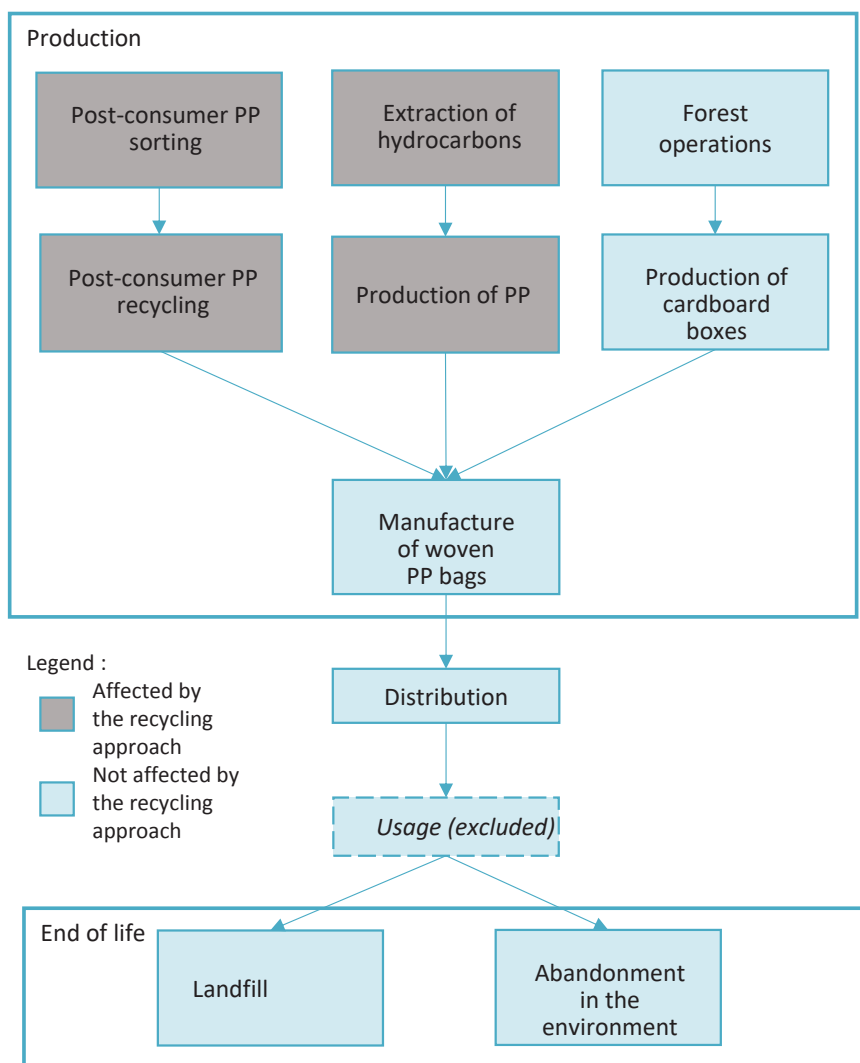 Production
Post-consumer PP
sorting
Extraction of
hydrocarbons
Forest
operations
Post-consumer PP
recycling
Production of PP
Production of
cardboard
boxes
Manufacture
of woven
PP bags
Legend :
Affected by
the recycling
approach
Not affected by
the recycling
approach
Distribution
Usage (excluded)
End of life
Landfill
Abandonment
in the
environment